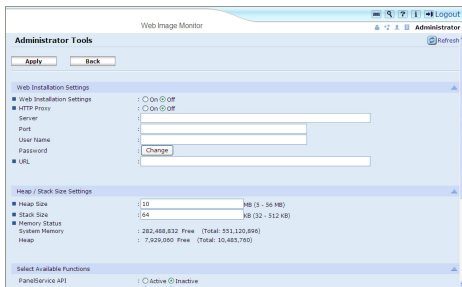 Logout
Web Image Monitor
Administrator
Administrator Tools
Refresh
Apply Back
Web Installation Settings
Web Installation Settings : On Off
HTTP Proxy : On Off
Server :
Port :
User Name :
Password : Change
URL :
Heap / Stack Size Settings
Heap Size : 10 MB (5 - 56 MB)
Stack Size : 64 KB (32 - 512 KB)
Memory Status
System Memory : 282,488,832 Free (Total: 551,120,896)
Heap : 7,929,060 Free (Total: 10,485,760)
Select Available Functions
PanelService API : Active Inactive